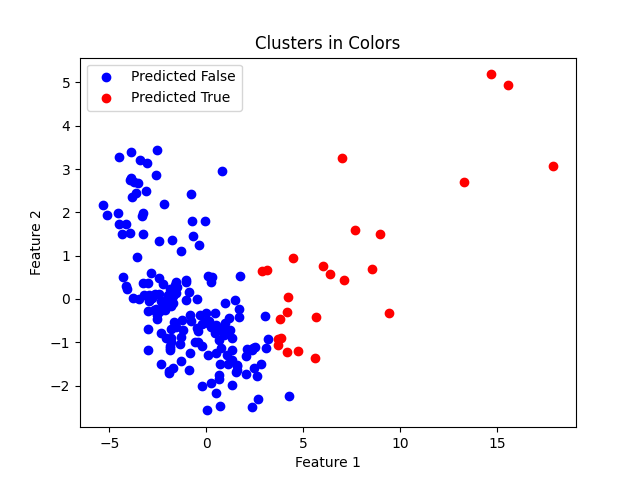 Clusters in Colors
Predicted False
Predicted True
5
4
3
2
1
0
−1
−2
Feature 2
−5
0
5
10
15
Feature 1